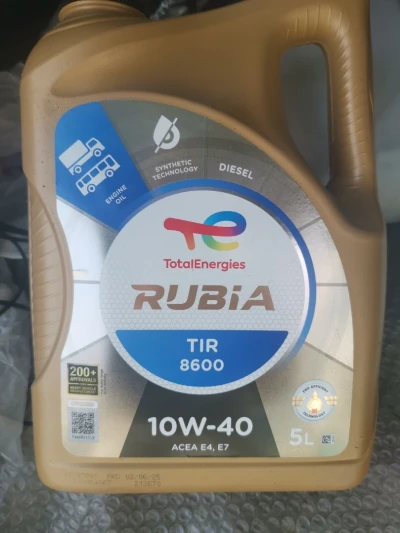 SYNTHETIC
TECHNOLOGY
DIESEL
ENGINE
OIL
TotalEnergies
RUBIA
TIR
8600
200+
APPROVALS
10W-40
ACEA E4, E7
5L